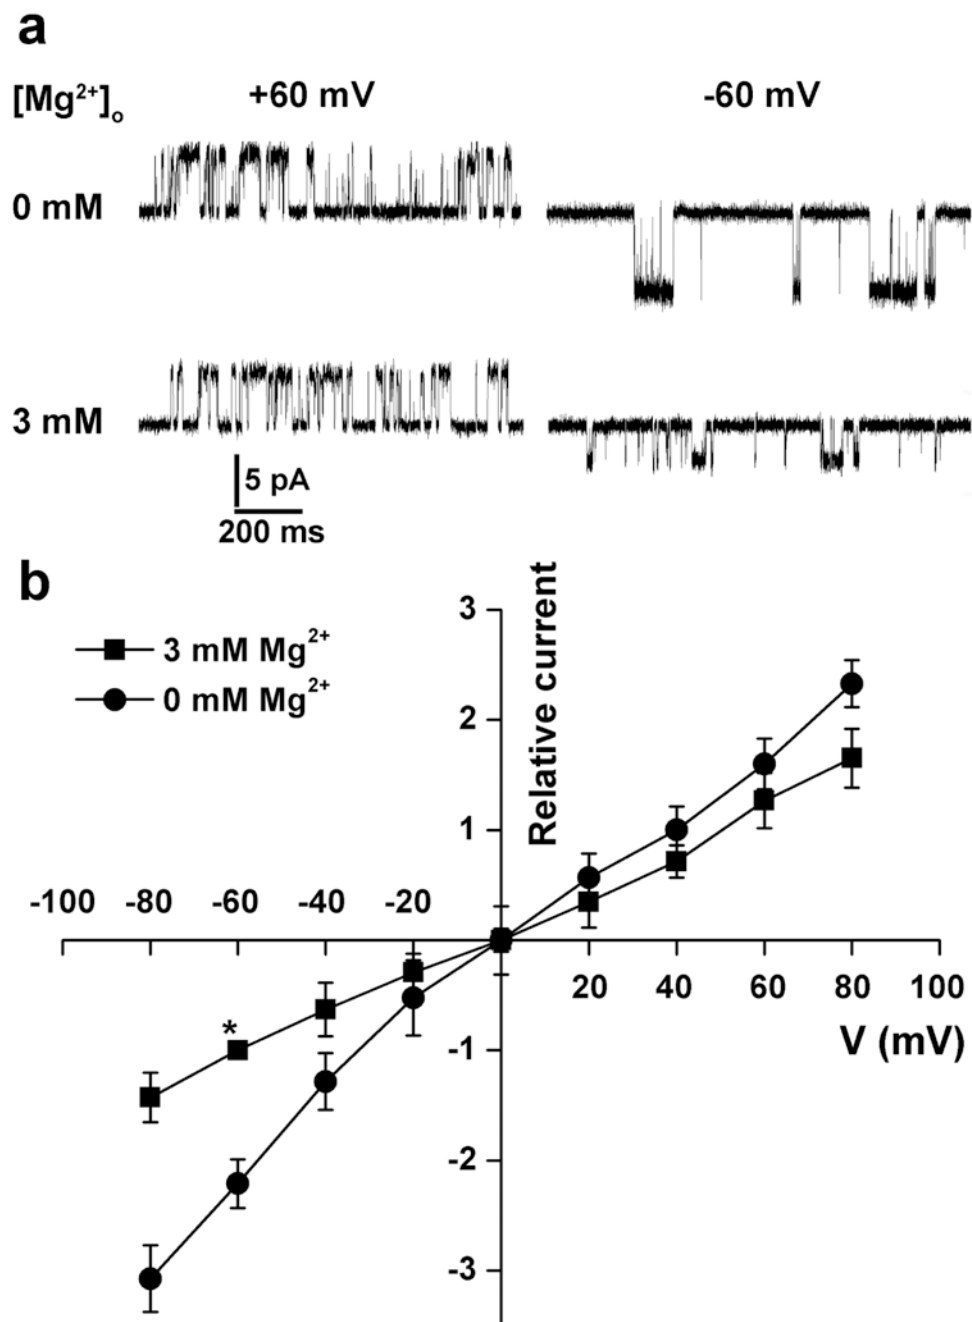 a
[Mg²⁺]ₒ +60 mV -60 mV
0 mM
3 mM
5 pA
200 ms
b
3 mM Mg²⁺
0 mM Mg²⁺
Relative current
3
2
1
-100 -80 -60 -40 -20
20 40 60 80 100
*
-1
V (mV)
-2
-3